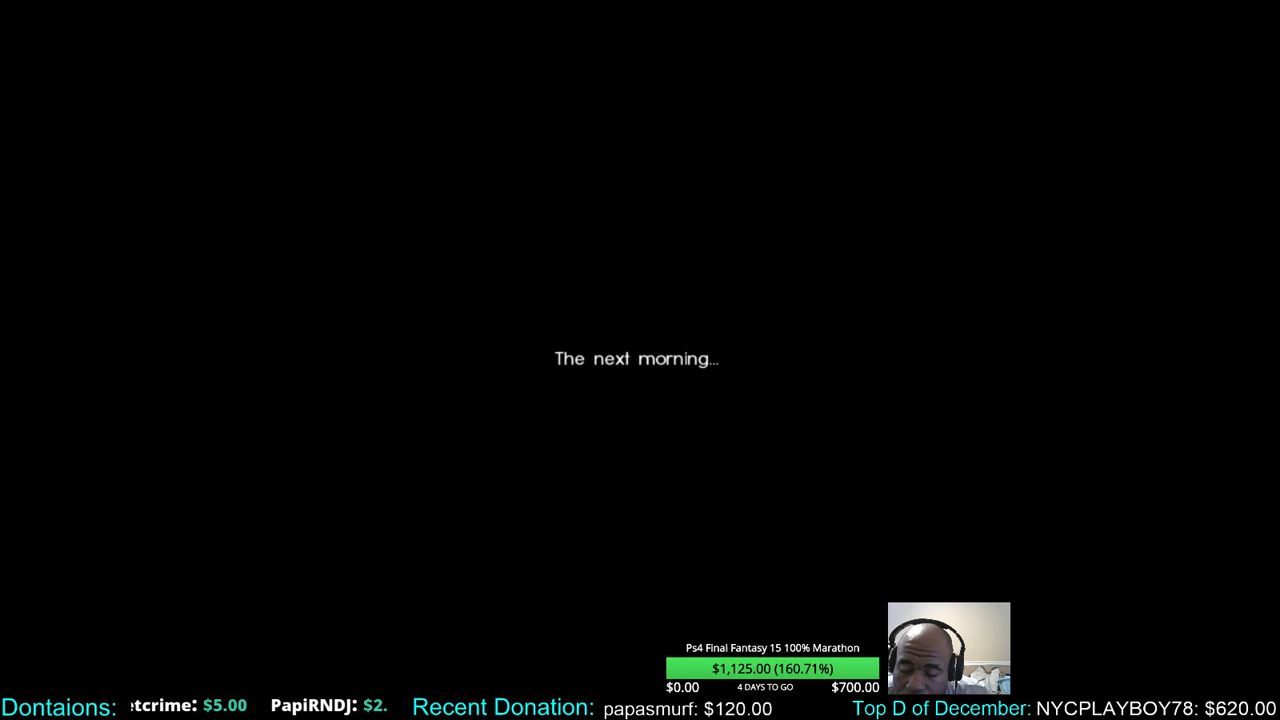 The next morning...
Ps4 Final Fantasy 15 100% Marathon
$1,125.00 (160.71%)
$0.00 4 DAYS TO GO $700.00
Dontaions: etcrime: $5.00 PapiRNDJ: $2. Recent Donation: papasmurf: $120.00 Top D of December: NYCPLAYBOY78: $620.00